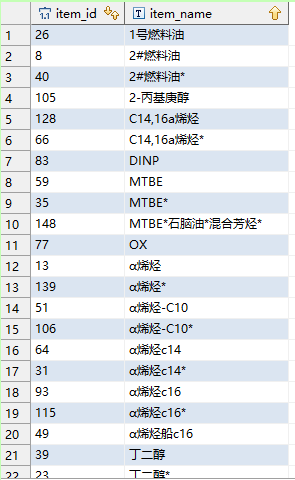 item_id item_name
1 26 1号燃料油
2 8 2#燃料油
3 40 2#燃料油*
4 105 2-丙基庚醇
5 128 C14,16a烯烃
6 66 C14,16a烯烃*
7 83 DINP
8 59 MTBE
9 35 MTBE*
10 148 MTBE*石脑油*混合芳烃*
11 77 OX
12 13 α烯烃
13 139 α烯烃*
14 51 α烯烃-C10
15 106 α烯烃-C10*
16 64 α烯烃c14
17 31 α烯烃c14*
18 93 α烯烃c16
19 115 α烯烃c16*
20 49 α烯烃船c16
21 39 丁二醇
22 23 丁二醇*